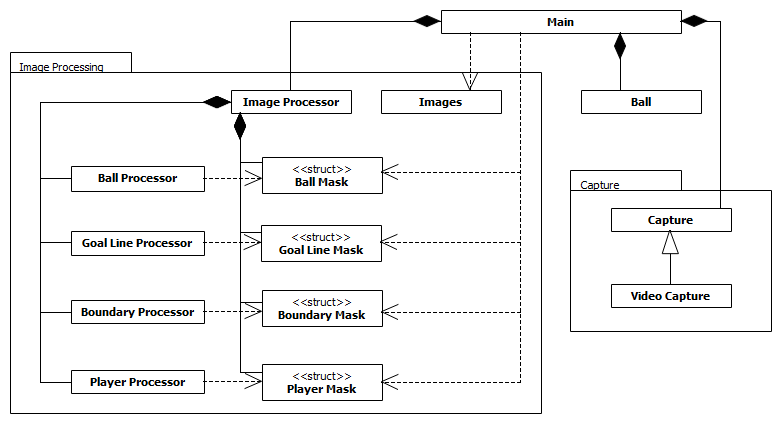 Main
Image Processing
Image Processor
Images
Ball
Ball Processor
<<struct>>
Ball Mask
Capture
Capture
Goal Line Processor
<<struct>>
Goal Line Mask
Video Capture
Boundary Processor
<<struct>>
Boundary Mask
Player Processor
<<struct>>
Player Mask